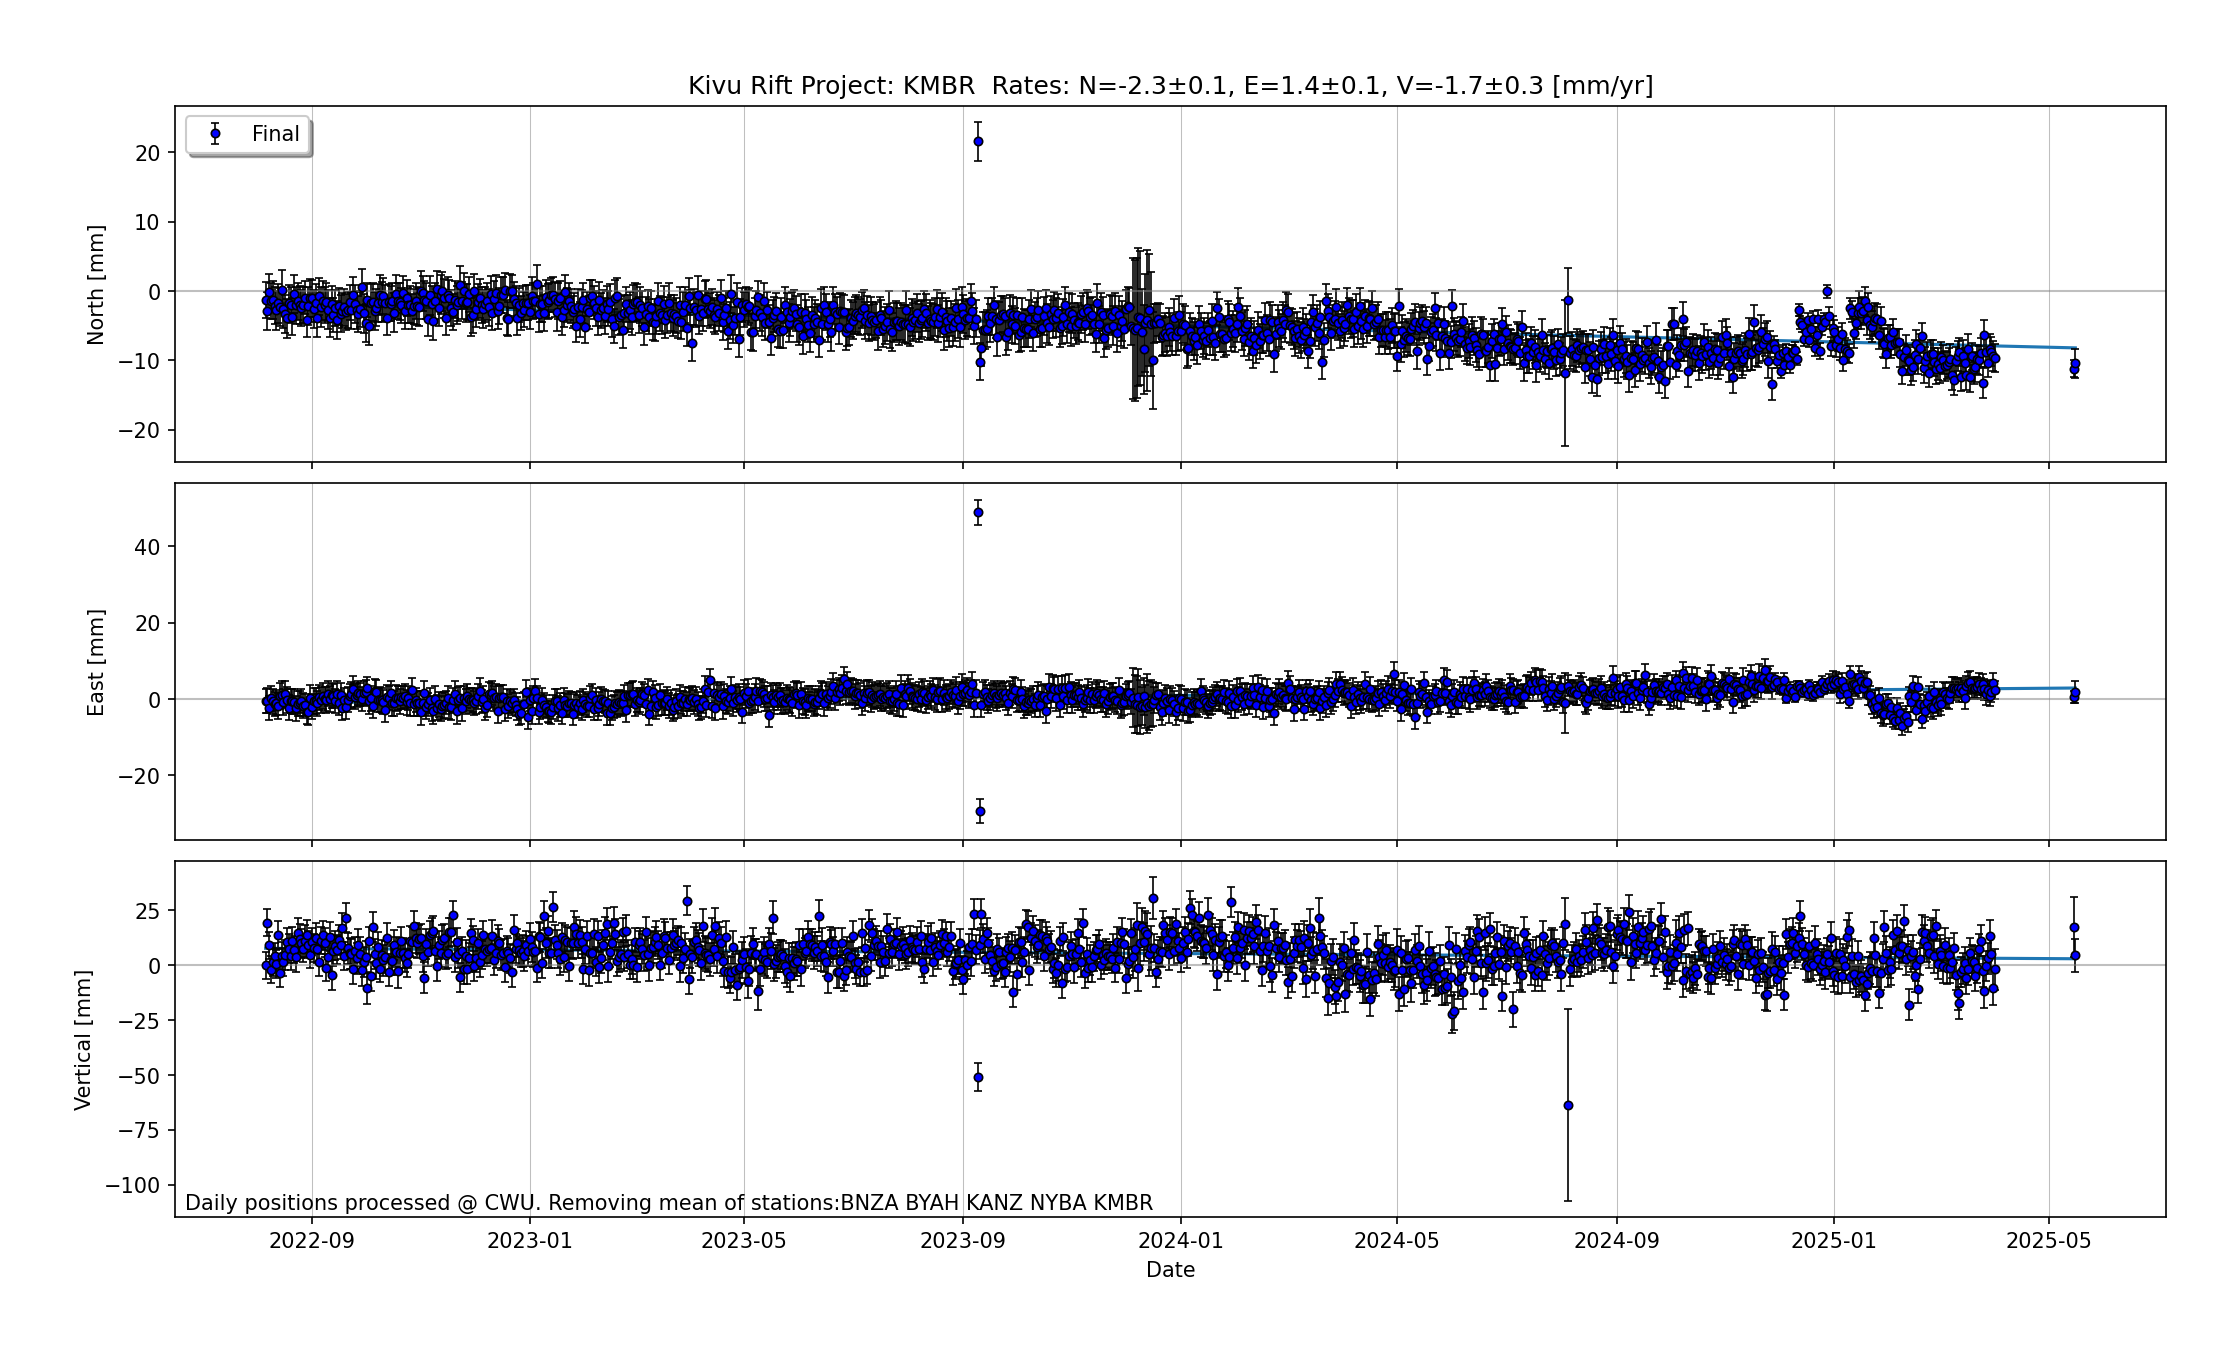 Kivu Rift Project: KMBR  Rates: N=-2.3±0.1, E=1.4±0.1, V=-1.7±0.3 [mm/yr]
Final
20
10
0
−10
−20
North [mm]
40
20
0
−20
East [mm]
25
0
−25
−50
−75
−100
Vertical [mm]
Daily positions processed @ CWU. Removing mean of stations:BNZA BYAH KANZ NYBA KMBR
2022-09 2023-01 2023-05 2023-09 2024-01 2024-05 2024-09 2025-01 2025-05
Date